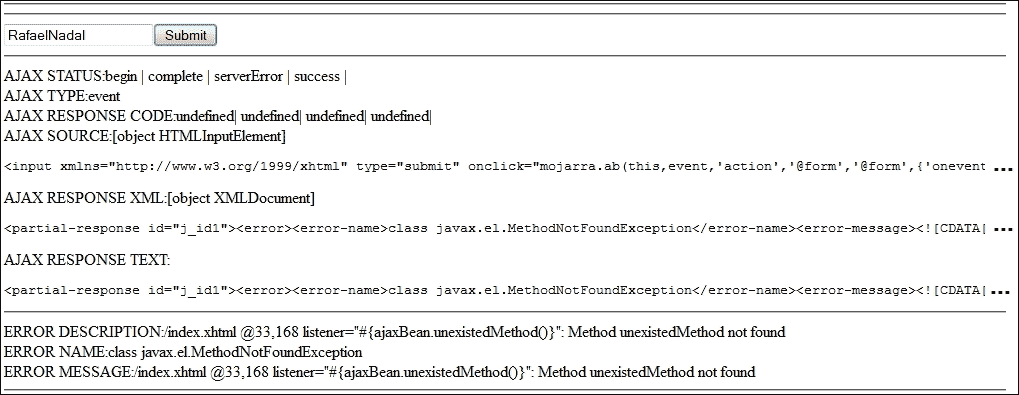 RafaelNadal Submit
AJAX STATUS:begin | complete | serverError | success |
AJAX TYPE:event
AJAX RESPONSE CODE:undefined| undefined| undefined| undefined|
AJAX SOURCE:[object HTMLInputElement]
<input xmlns="http://www.w3.org/1999/xhtml" type="submit" onclick="mojarra.ab(this,event,'action','@form','@form',{'onevent ...
AJAX RESPONSE XML:[object XMLDocument]
<partial-response id="j_id1"><error><error-name>class javax.el.MethodNotFoundException</error-name><error-message><![CDATA[ ...
AJAX RESPONSE TEXT:
<partial-response id="j_id1"><error><error-name>class javax.el.MethodNotFoundException</error-name><error-message><![CDATA[ ...
ERROR DESCRIPTION:/index.xhtml @33,168 listener="#{ajaxBean.unexistedMethod()}": Method unexistedMethod not found
ERROR NAME:class javax.el.MethodNotFoundException
ERROR MESSAGE:/index.xhtml @33,168 listener="#{ajaxBean.unexistedMethod()}": Method unexistedMethod not found